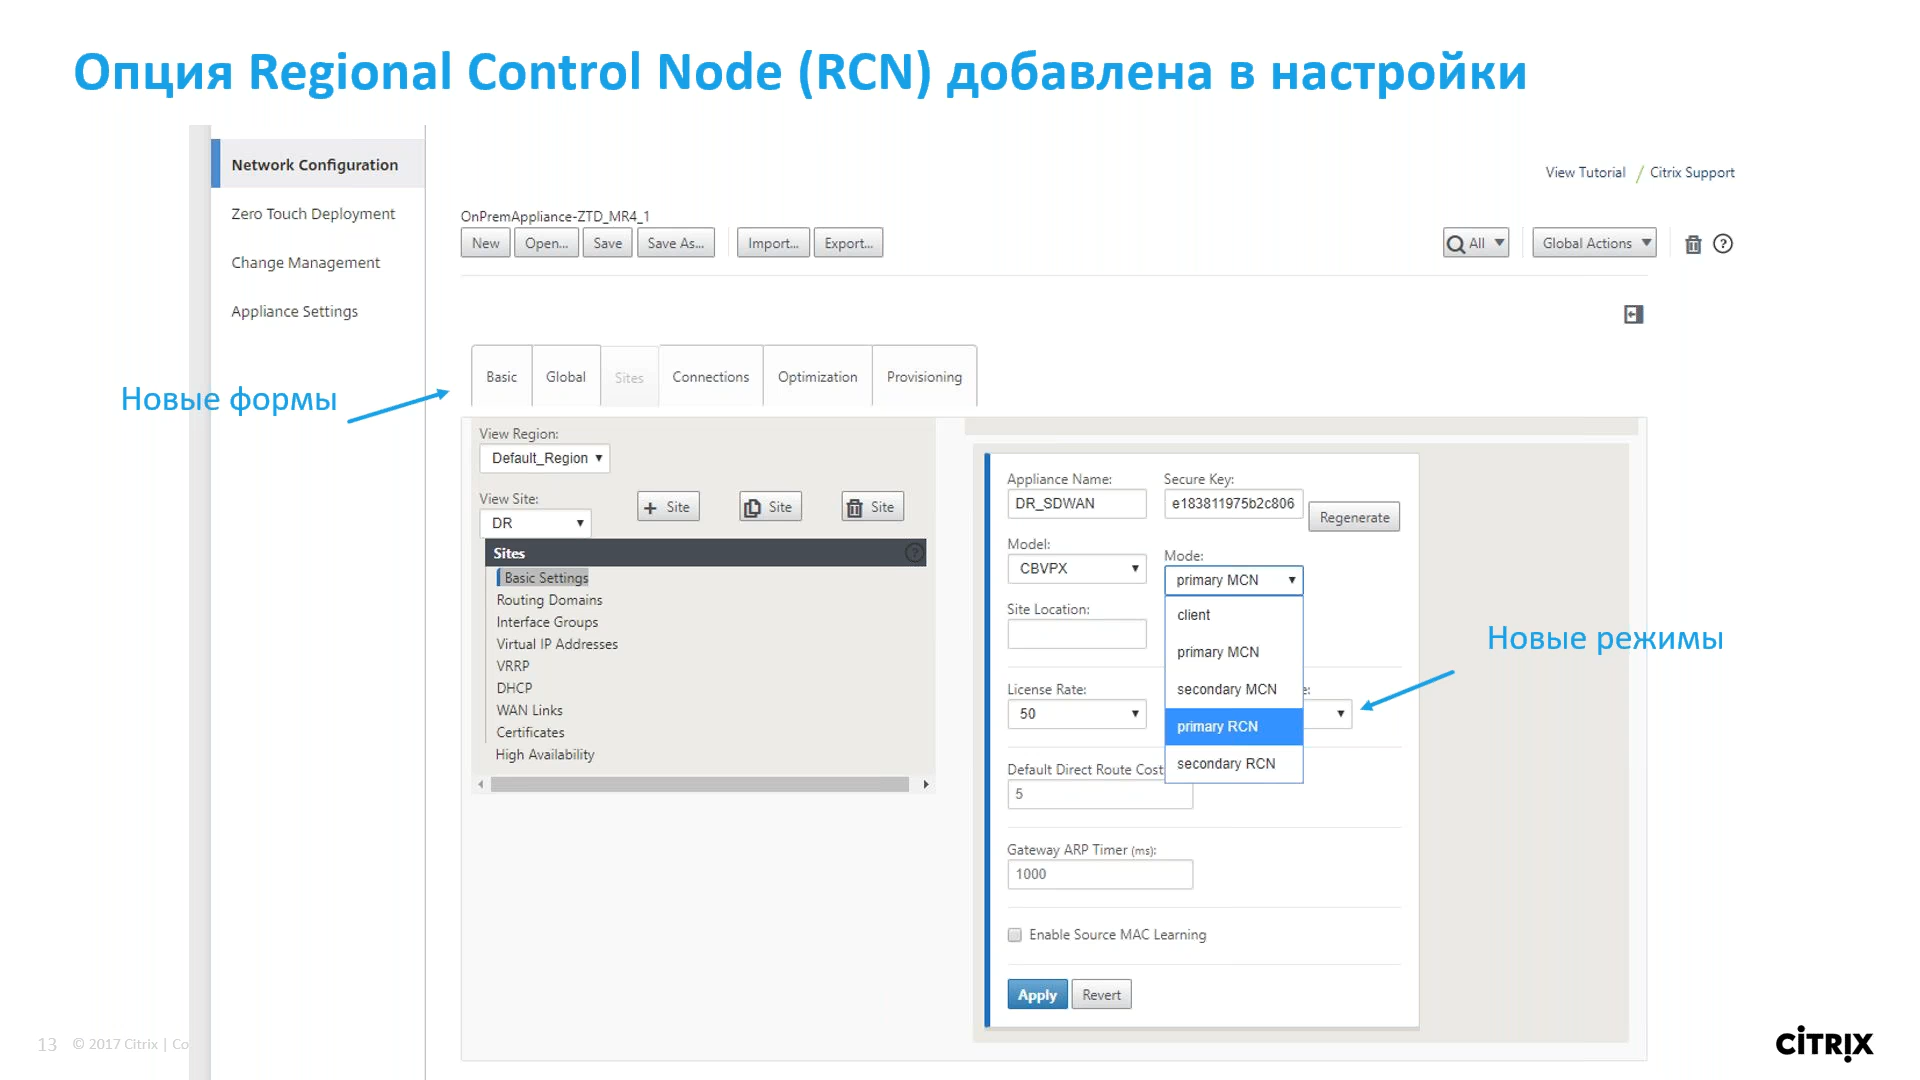 Опция Regional Control Node (RCN) добавлена в настройки
Network Configuration
Zero Touch Deployment
Change Management
Appliance Settings
View Tutorial / Citrix Support
OnPremAppliance-ZTD_MR4_1
New Open... Save Save As... Import... Export... All Global Actions ?
Новые формы
Basic Global Sites Connections Optimization Provisioning
View Region:
Default_Region
View Site:
DR
+ Site Site Site
Sites ?
Basic Settings
Routing Domains
Interface Groups
Virtual IP Addresses
VRRP
DHCP
WAN Links
Certificates
High Availability
Appliance Name: Secure Key:
DR_SDWAN e183811975b2c806 Regenerate
Model: Mode:
CBVPX primary MCN
client
primary MCN
secondary MCN
primary RCN
secondary RCN
Site Location:
License Rate:
50
Default Direct Route Cost
5
Gateway ARP Timer (ms):
1000
Enable Source MAC Learning
Apply Revert
Новые режимы
13 © 2017 Citrix | Co
CITRIX